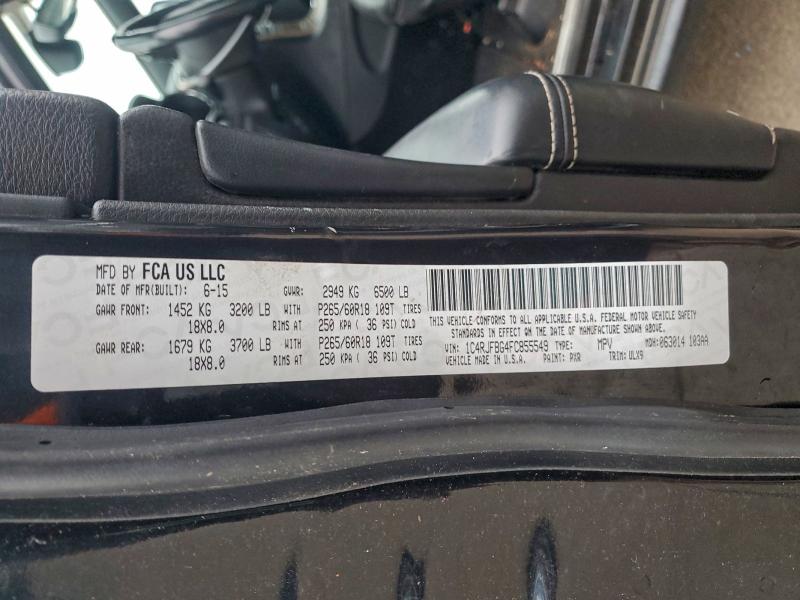 MFD BY FCA US LLC
DATE OF MFR(BUILT): 6-15 GVWR: 2949 KG 6500 LB
GAWR FRONT: 1452 KG 3200 LB WITH P265/60R18 109T TIRES
18X8.0 RIMS AT 250 KPA ( 36 PSI) COLD
GAWR REAR: 1679 KG 3700 LB WITH P265/60R18 109T TIRES
18X8.0 RIMS AT 250 KPA ( 36 PSI) COLD
THIS VEHICLE CONFORMS TO ALL APPLICABLE U.S.A. FEDERAL MOTOR VEHICLE SAFETY
STANDARDS IN EFFECT ON THE DATE OF MANUFACTURE SHOWN ABOVE.
VIN: 1C4RJFBG4FC855549 TYPE: MPV MDH:063014 103AA
VEHICLE MADE IN U.S.A. PAINT: PXR TRIM: ULX9